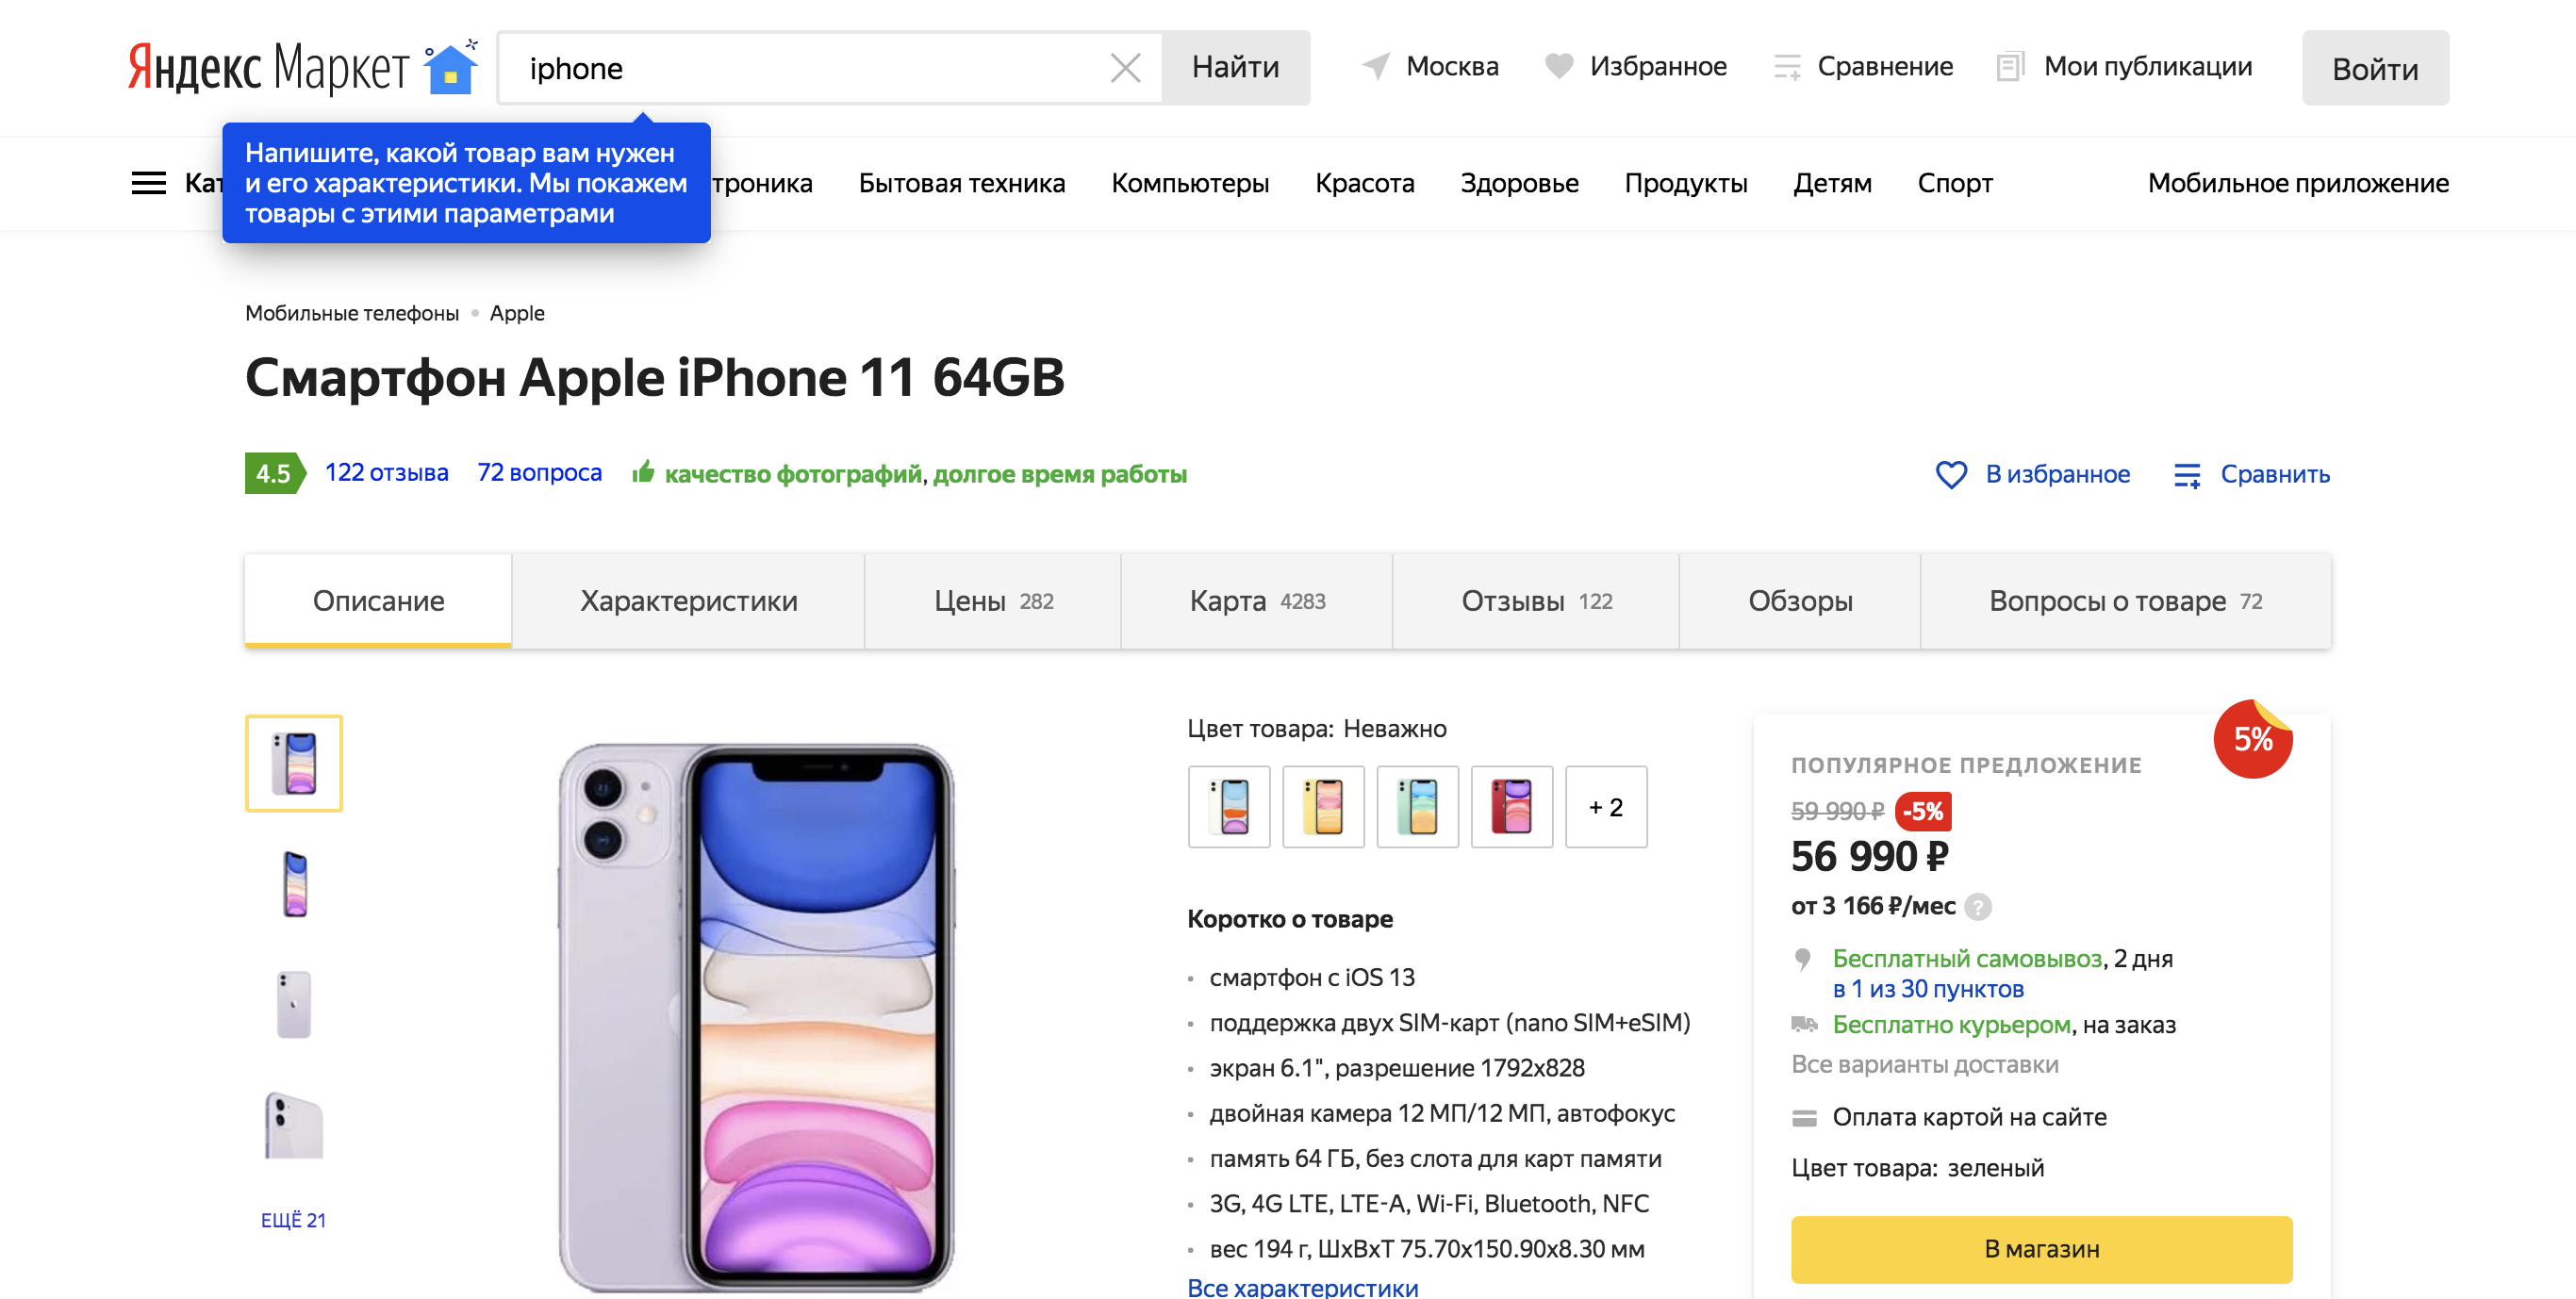 Яндекс Маркет
iphone
Найти
Москва
Избранное
Сравнение
Мои публикации
Войти
Напишите, какой товар вам нужен
и его характеристики. Мы покажем
товары с этими параметрами
Бытовая техника
Компьютеры
Красота
Здоровье
Продукты
Детям
Спорт
Мобильное приложение
Мобильные телефоны • Apple
Смартфон Apple iPhone 11 64GB
4.5
122 отзыва
72 вопроса
качество фотографий, долгое время работы
В избранное
Сравнить
Описание
Характеристики
Цены 282
Карта 4283
Отзывы 122
Обзоры
Вопросы о товаре 72
ЕЩЁ 21
Цвет товара: Неважно
+ 2
Коротко о товаре
• смартфон с iOS 13
• поддержка двух SIM-карт (nano SIM+eSIM)
• экран 6.1", разрешение 1792x828
• двойная камера 12 МП/12 МП, автофокус
• память 64 ГБ, без слота для карт памяти
• 3G, 4G LTE, LTE-A, Wi-Fi, Bluetooth, NFC
• вес 194 г, ШxВxТ 75.70x150.90x8.30 мм
Все характеристики
5%
ПОПУЛЯРНОЕ ПРЕДЛОЖЕНИЕ
59 990 ₽ -5%
56 990 ₽
от 3 166 ₽/мес ?
Бесплатный самовывоз, 2 дня
в 1 из 30 пунктов
Бесплатно курьером, на заказ
Все варианты доставки
Оплата картой на сайте
Цвет товара: зеленый
В магазин